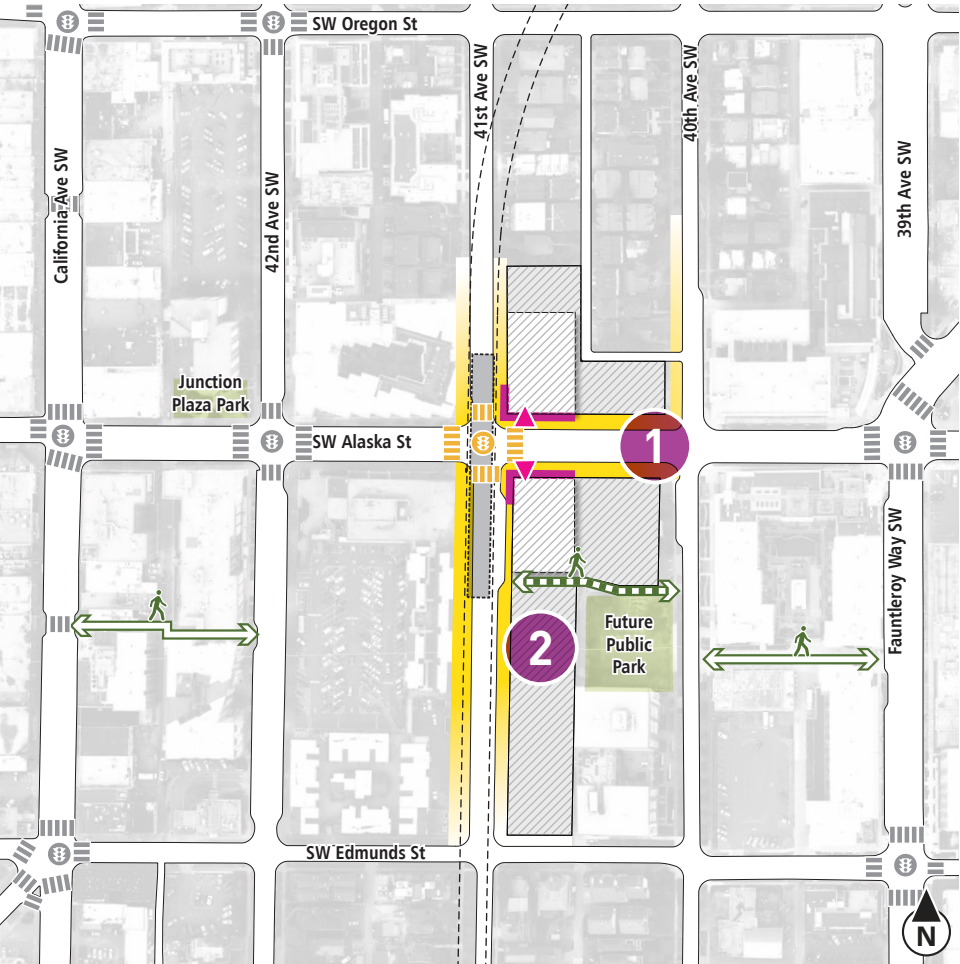 SW Oregon St
41st Ave SW
40th Ave SW
California Ave SW
42nd Ave SW
39th Ave SW
Junction
Plaza Park
SW Alaska St
1
Fauntleroy Way SW
Future
Public
Park
2
SW Edmunds St
N